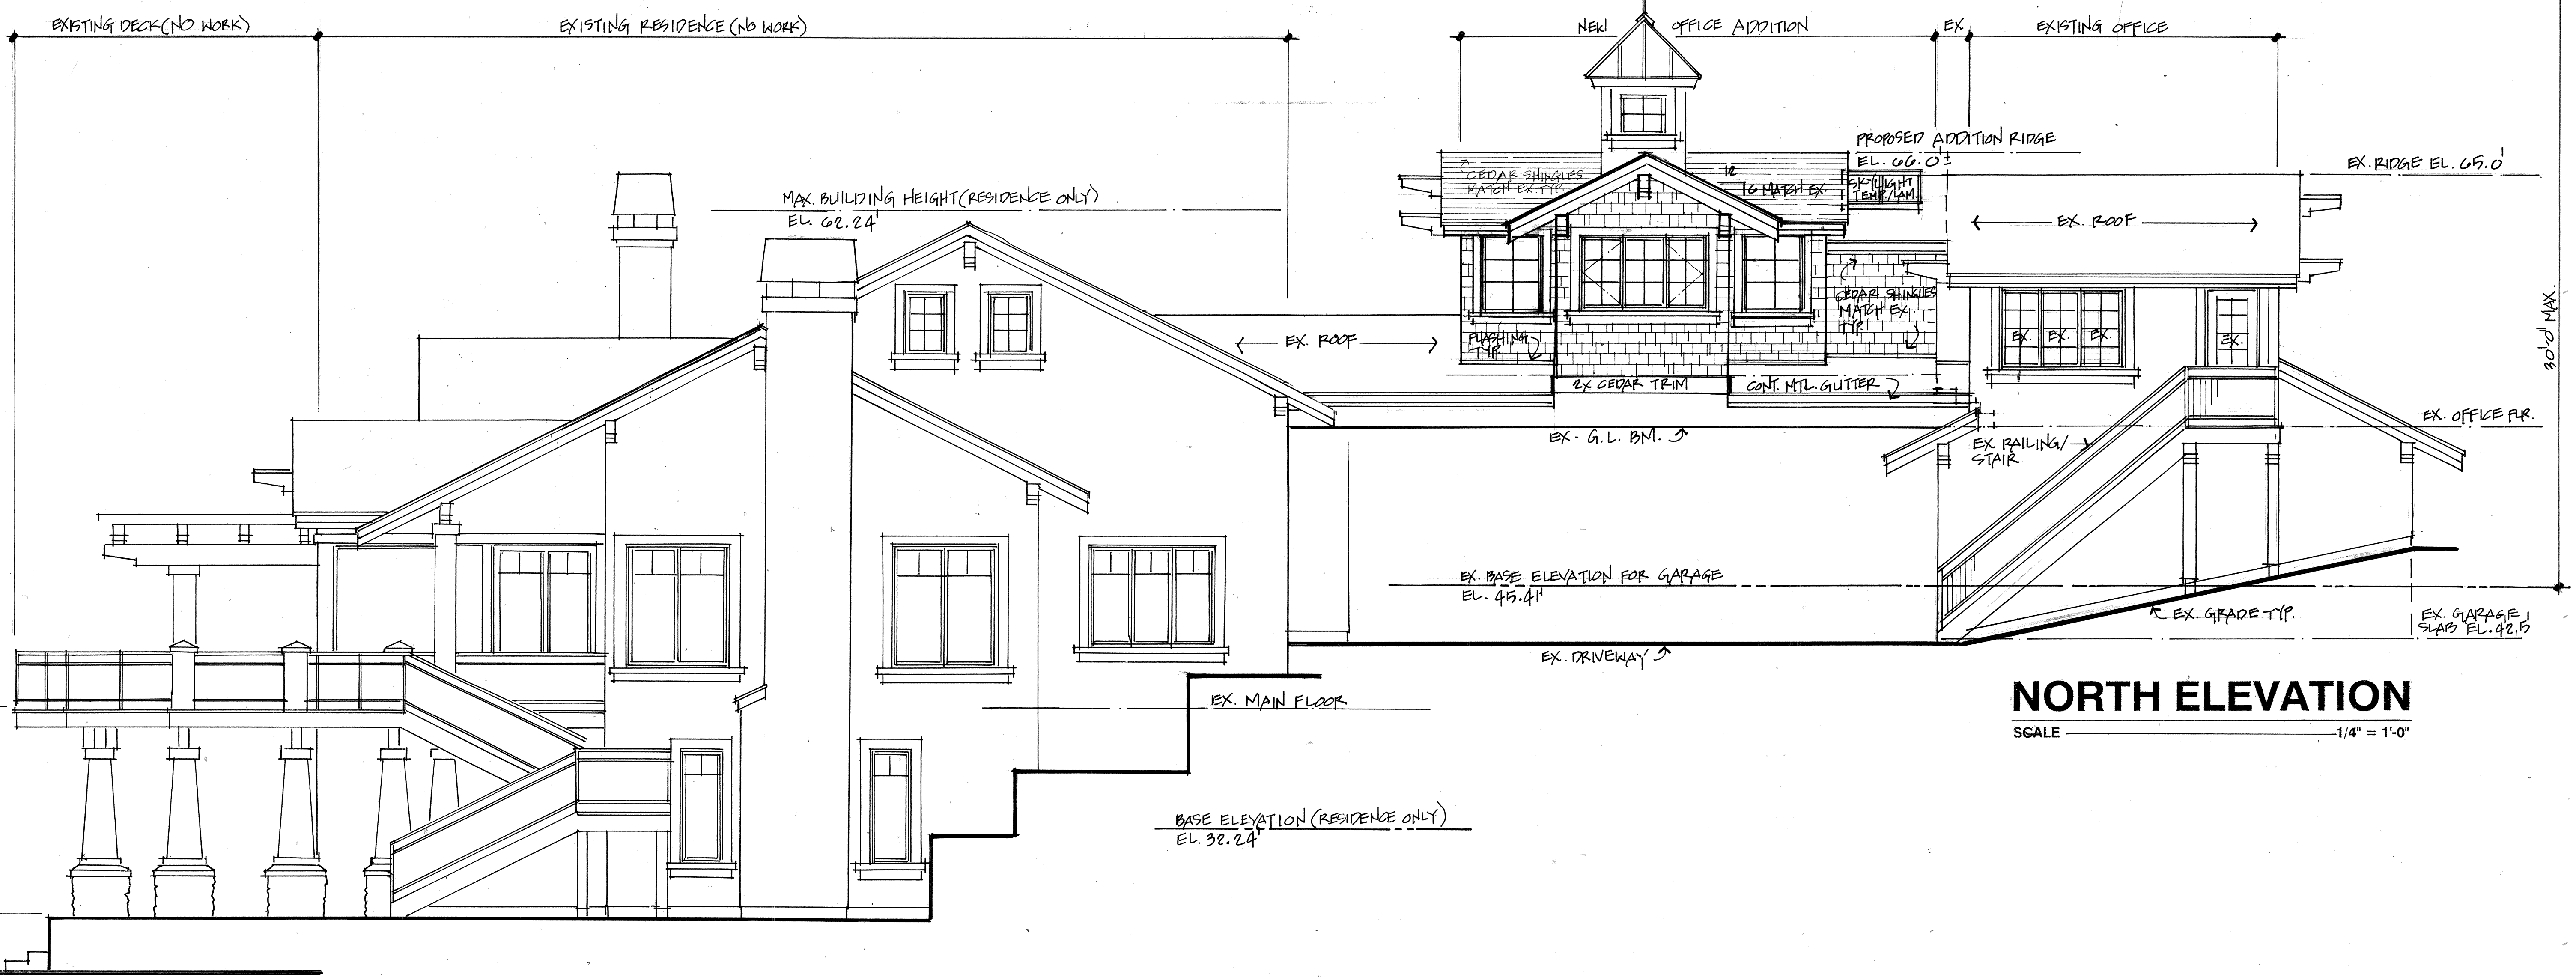 EXISTING DECK (NO WORK)
EXISTING RESIDENCE (NO WORK)
NEW OFFICE ADDITION
EX
EXISTING OFFICE
PROPOSED ADDITION RIDGE
EL. 66.0'±
EX. RIDGE EL. 65.0'
MAX. BUILDING HEIGHT (RESIDENCE ONLY)
EL. 62.24'
CEDAR SHINGLES
MATCH EX. TYP.
12
6 MATCH EX.
SKYLIGHT
TEMP./LAM.
EX. ROOF
CEDAR SHINGLES
MATCH EX.
TYP.
EX. EX. EX.
EX.
EX. ROOF
FLASHING
TYP.
30'-0" MAX.
2X CEDAR TRIM
CONT. MTL. GUTTER
EX. OFFICE FLR.
EX. G.L. BM.
EX. RAILING/
STAIR
EX. BASE ELEVATION FOR GARAGE
EL. 45.41'
EX. GRADE TYP.
EX. GARAGE
SLAB EL. 42.5'
EX. DRIVEWAY
NORTH ELEVATION
SCALE 1/4" = 1'-0"
EX. MAIN FLOOR
BASE ELEVATION (RESIDENCE ONLY)
EL. 32.24'